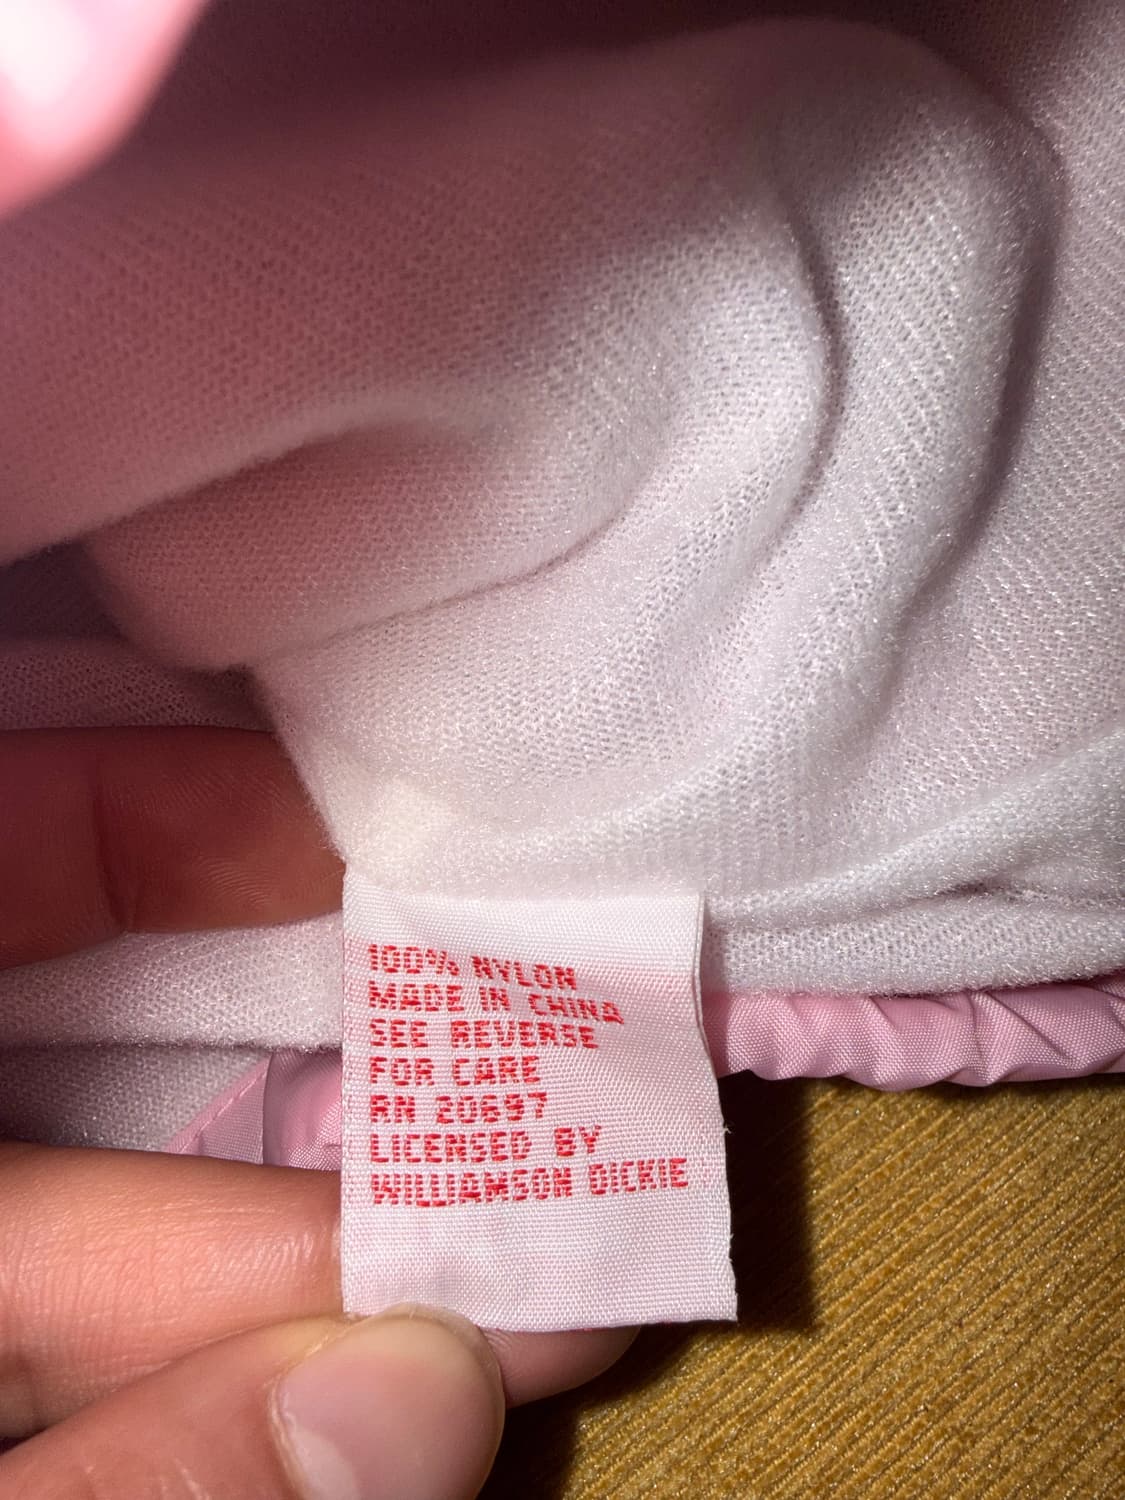 100% NYLON
MADE IN CHINA
SEE REVERSE
FOR CARE
RN 20697
LICENSED BY
WILLIAMSON DICKIE